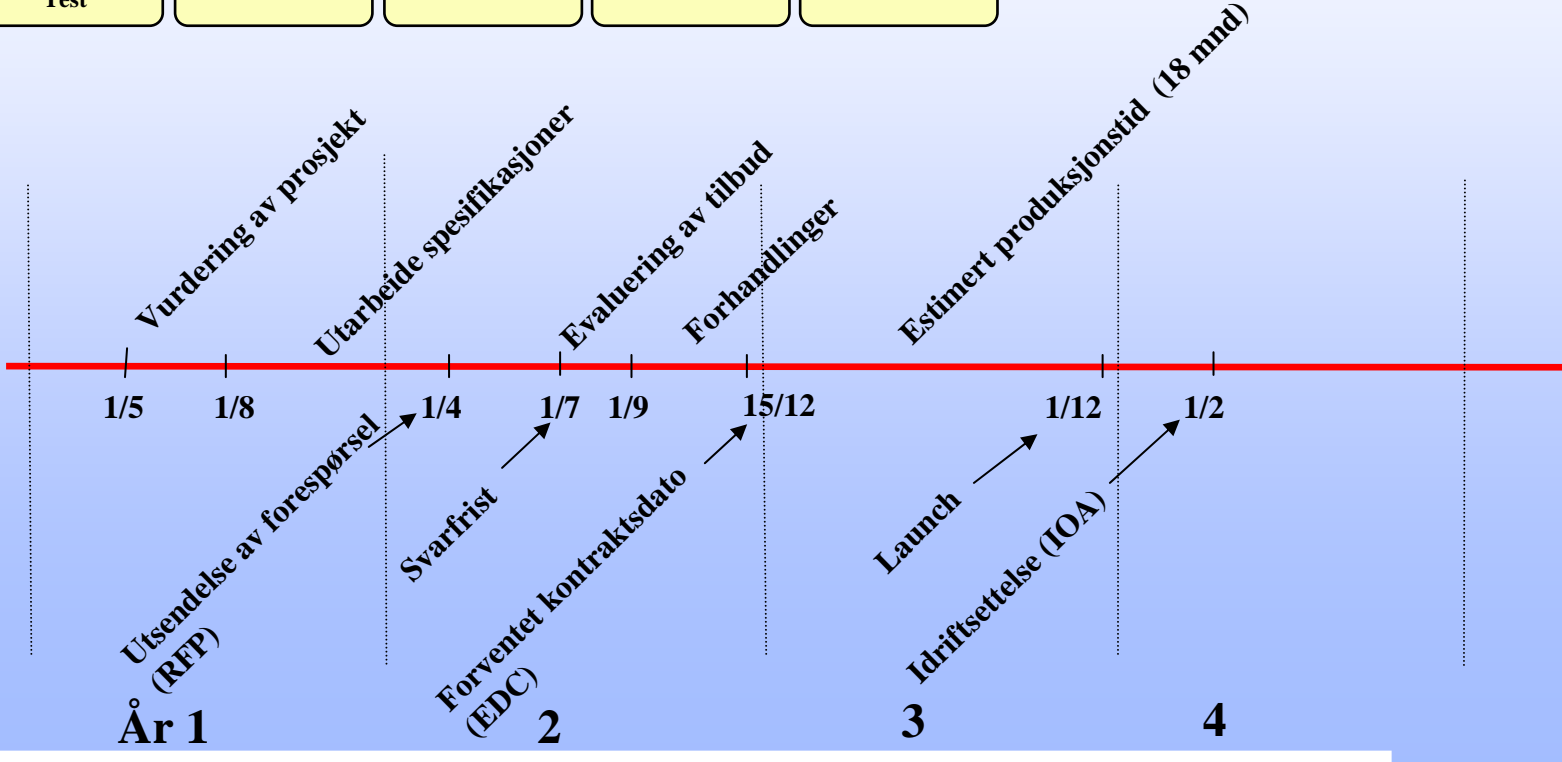 Test
Vurdering av prosjekt
Utarbeide spesifikasjoner
Evaluering av tilbud
Forhandlinger
Estimert produksjonstid (18 mnd)
1/5
1/8
1/4
1/7
1/9
15/12
1/12
1/2
Utsendelse av forespørsel
(RFP)
Svarfrist
Forventet kontraktsdato
(EDC)
Launch
Idriftsettelse (IOA)
År 1
2
3
4